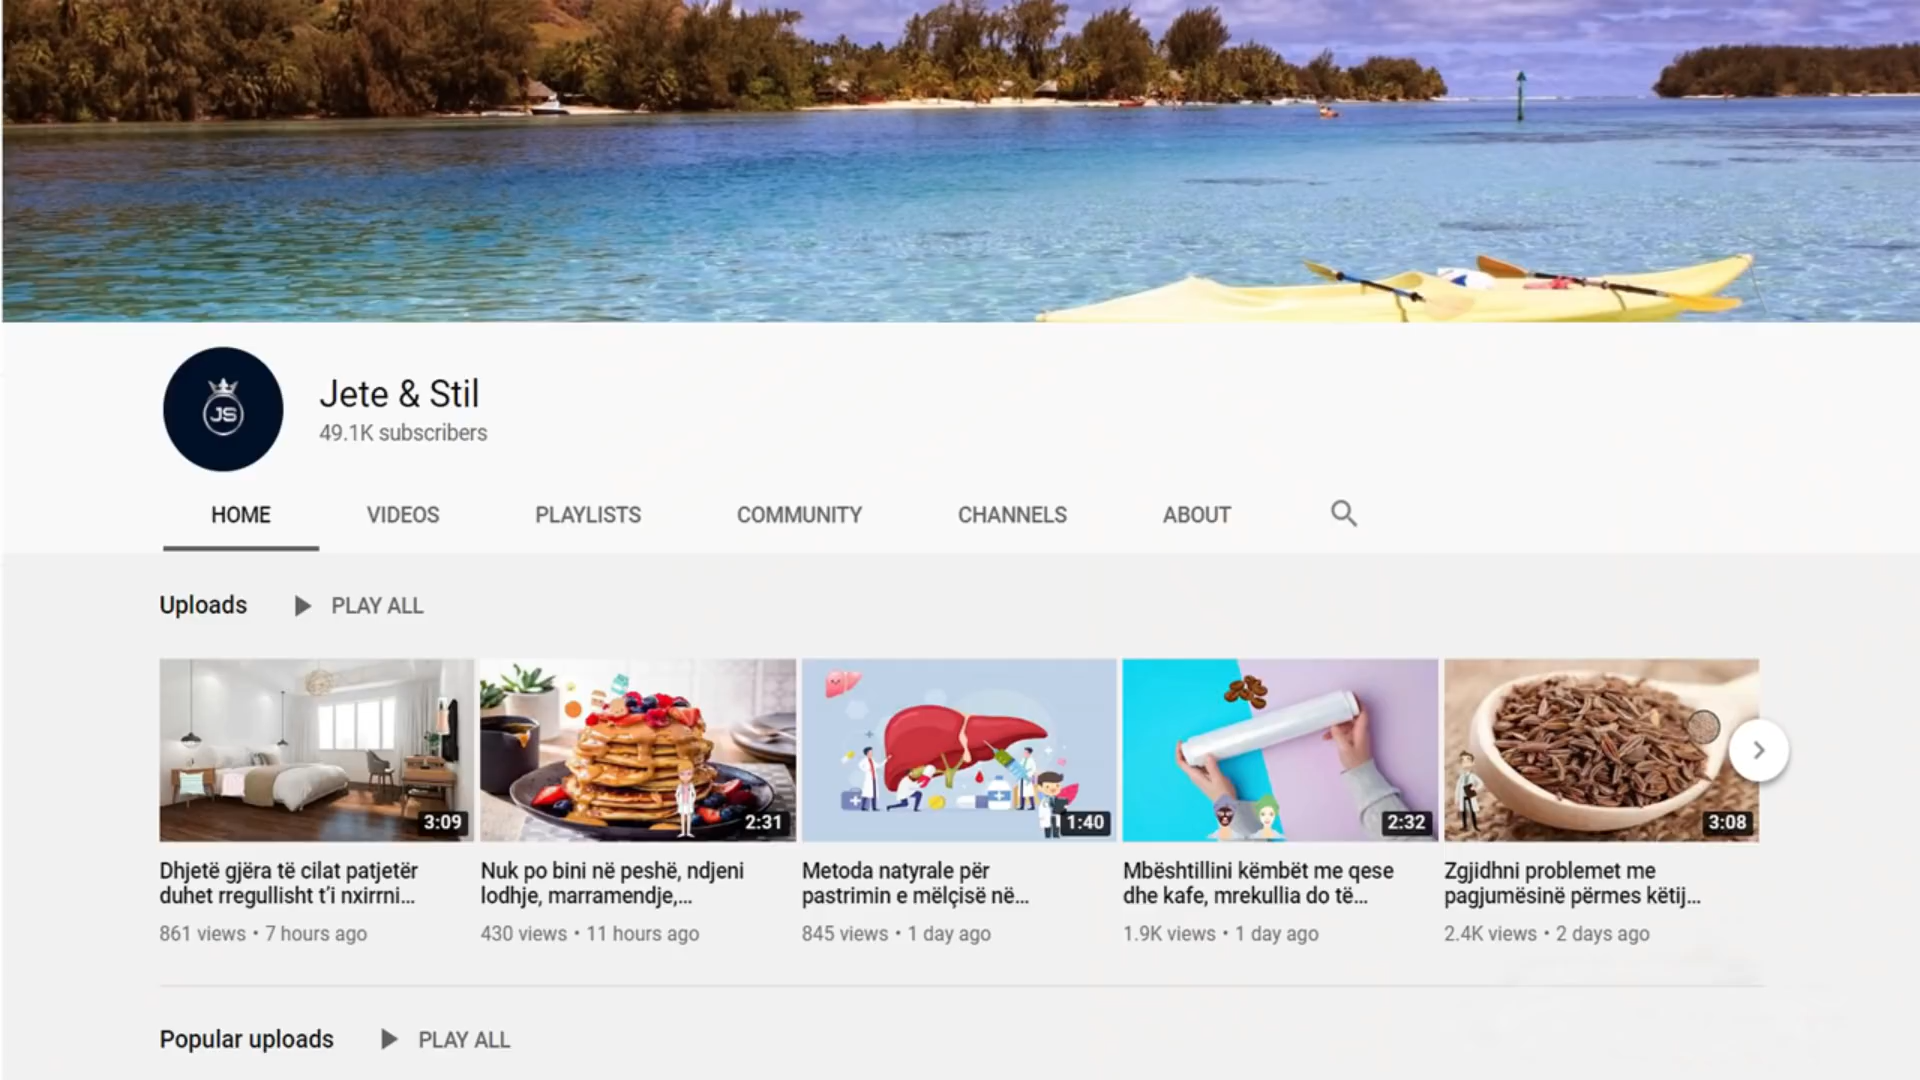 JS
Jete & Stil
49.1K subscribers
HOME VIDEOS PLAYLISTS COMMUNITY CHANNELS ABOUT
Uploads PLAY ALL
3:09 2:31 1:40 2:32 3:08
Dhjetë gjëra të cilat patjetër
duhet rregullisht t'i nxirrni...
861 views • 7 hours ago
Nuk po bini në peshë, ndjeni
lodhje, marramendje,...
430 views • 11 hours ago
Metoda natyrale për
pastrimin e mëlçisë në...
845 views • 1 day ago
Mbështillini këmbët me qese
dhe kafe, mrekullia do të...
1.9K views • 1 day ago
Zgjidhni problemet me
pagjumësinë përmes këtij...
2.4K views • 2 days ago
Popular uploads PLAY ALL